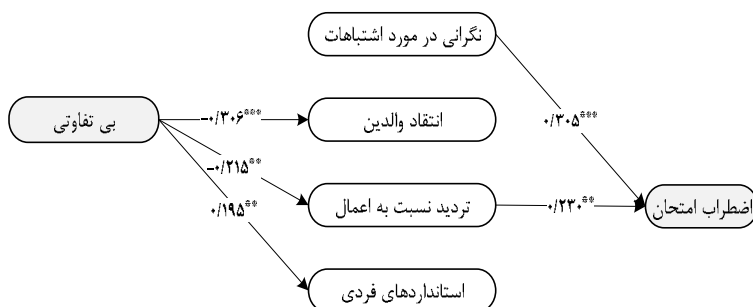 نگرانی در مورد اشتباهات
۰/۳۰۵***
بی تفاوتی
-۰/۳۰۶***
انتقاد والدین
-۰/۲۱۵**
تردید نسبت به اعمال
۰/۲۳۰**
اضطراب امتحان
۰/۱۹۵**
استانداردهای فردی